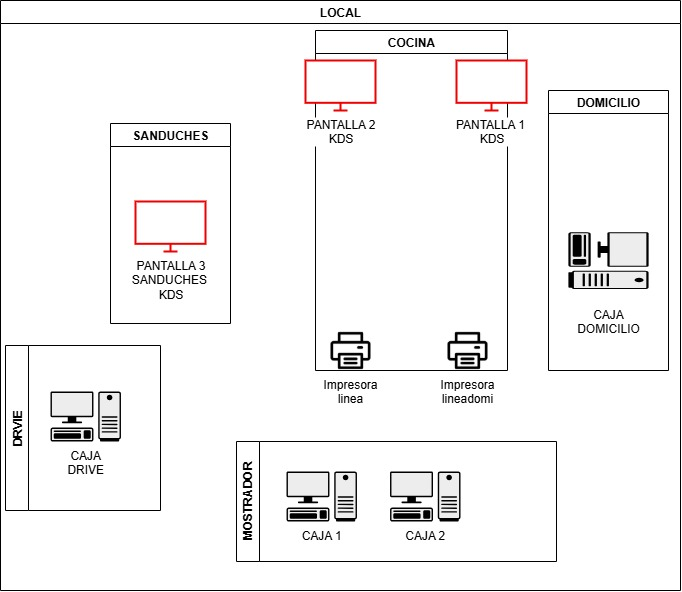 LOCAL
COCINA
PANTALLA 2
KDS
PANTALLA 1
KDS
DOMICILIO
SANDUCHES
PANTALLA 3
SANDUCHES
KDS
CAJA
DOMICILIO
Impresora
linea
Impresora
lineadomi
DRVIE
CAJA
DRIVE
MOSTRADOR
CAJA 1
CAJA 2